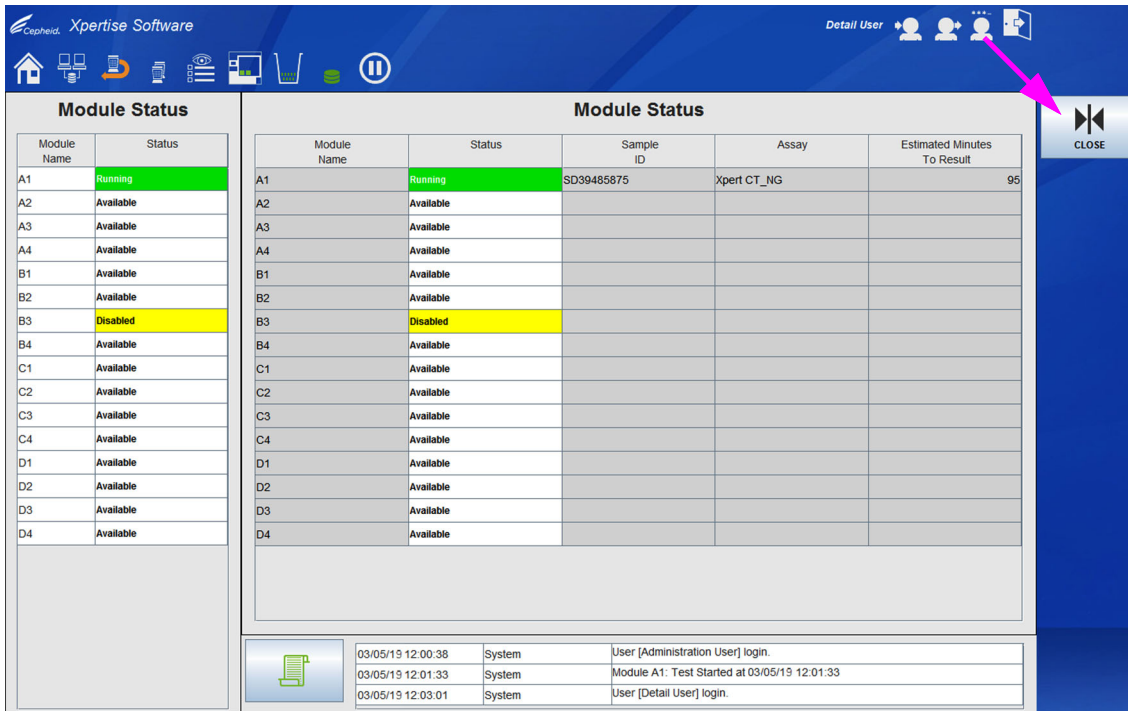 Cepheid. Xpertise Software
Detail User
Module Status
Module Name Status
A1 Running
A2 Available
A3 Available
A4 Available
B1 Available
B2 Available
B3 Disabled
B4 Available
C1 Available
C2 Available
C3 Available
C4 Available
D1 Available
D2 Available
D3 Available
D4 Available
Module Status
Module Name Status Sample ID Assay Estimated Minutes To Result
A1 Running SD39485875 Xpert CT_NG 95
A2 Available
A3 Available
A4 Available
B1 Available
B2 Available
B3 Disabled
B4 Available
C1 Available
C2 Available
C3 Available
C4 Available
D1 Available
D2 Available
D3 Available
D4 Available
03/05/19 12:00:38 System User [Administration User] login.
03/05/19 12:01:33 System Module A1: Test Started at 03/05/19 12:01:33
03/05/19 12:03:01 System User [Detail User] login.
CLOSE